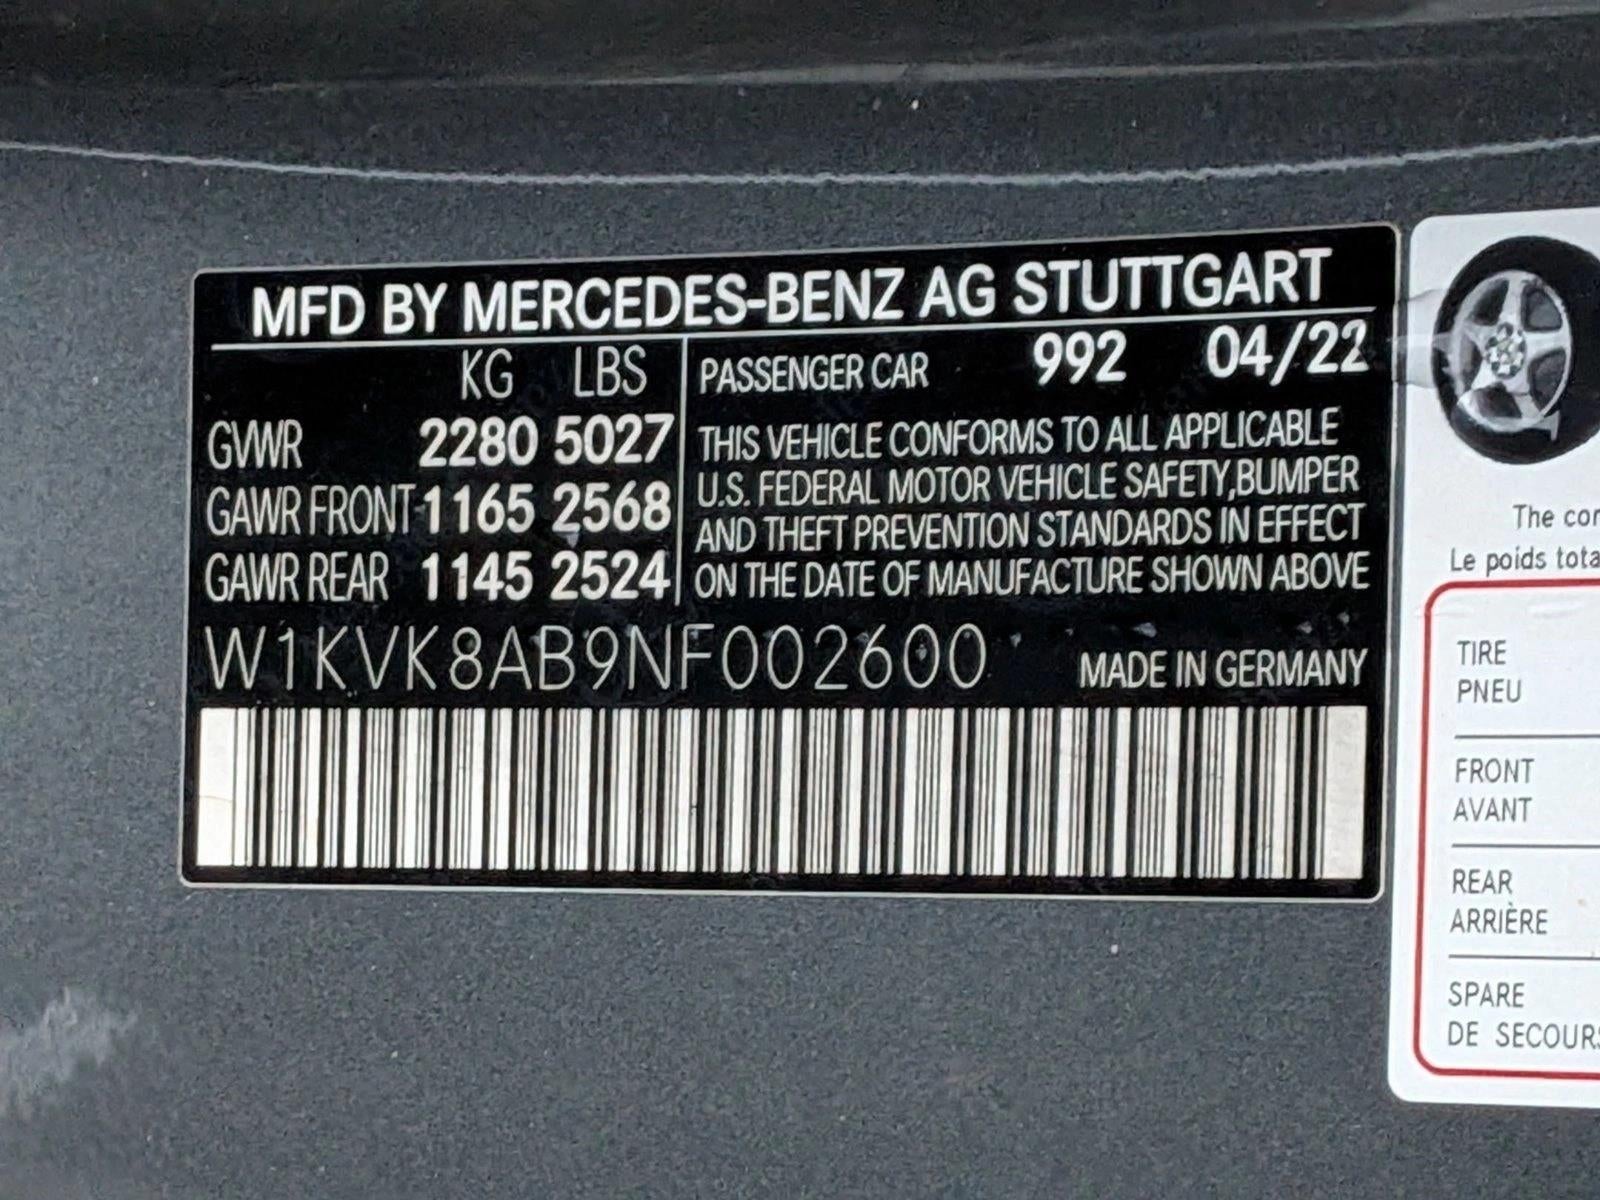 MFD BY MERCEDES-BENZ AG STUTTGART
KG LBS
GVWR 2280 5027
GAWR FRONT 1165 2568
GAWR REAR 1145 2524
PASSENGER CAR 992 04/22
THIS VEHICLE CONFORMS TO ALL APPLICABLE
U.S. FEDERAL MOTOR VEHICLE SAFETY,BUMPER
AND THEFT PREVENTION STANDARDS IN EFFECT
ON THE DATE OF MANUFACTURE SHOWN ABOVE
W1KVK8AB9NF002600
MADE IN GERMANY
The
Le poids
TIRE
PNEU
FRONT
AVANT
REAR
ARRIÈRE
SPARE
DE